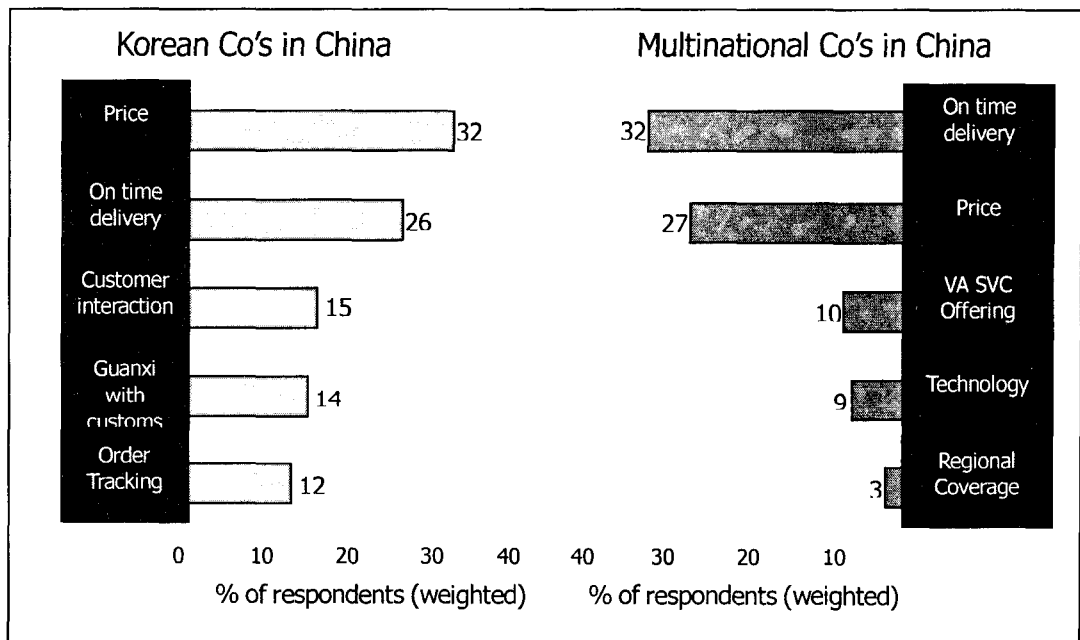 Korean Co's in China
Price
32
On time
delivery
26
Customer
interaction
15
Guanxi
with
customs
14
Order
Tracking
12
0 10 20 30 40
% of respondents (weighted)
Multinational Co's in China
On time
delivery
32
Price
27
VA SVC
Offering
10
Technology
9
Regional
Coverage
3
40 30 20 10
% of respondents (weighted)